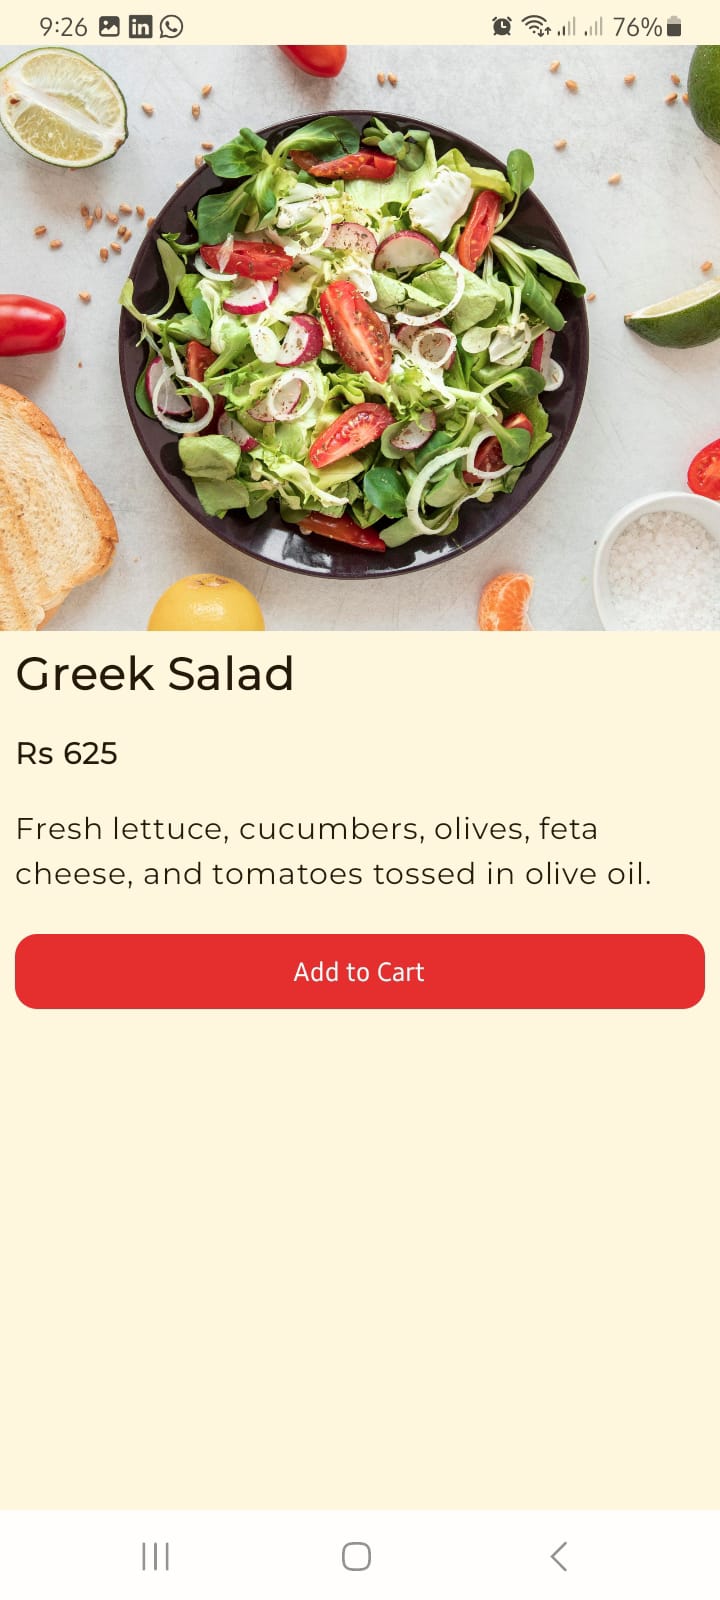 9:26 in 76%
Greek Salad
Rs 625
Fresh lettuce, cucumbers, olives, feta
cheese, and tomatoes tossed in olive oil.
Add to Cart